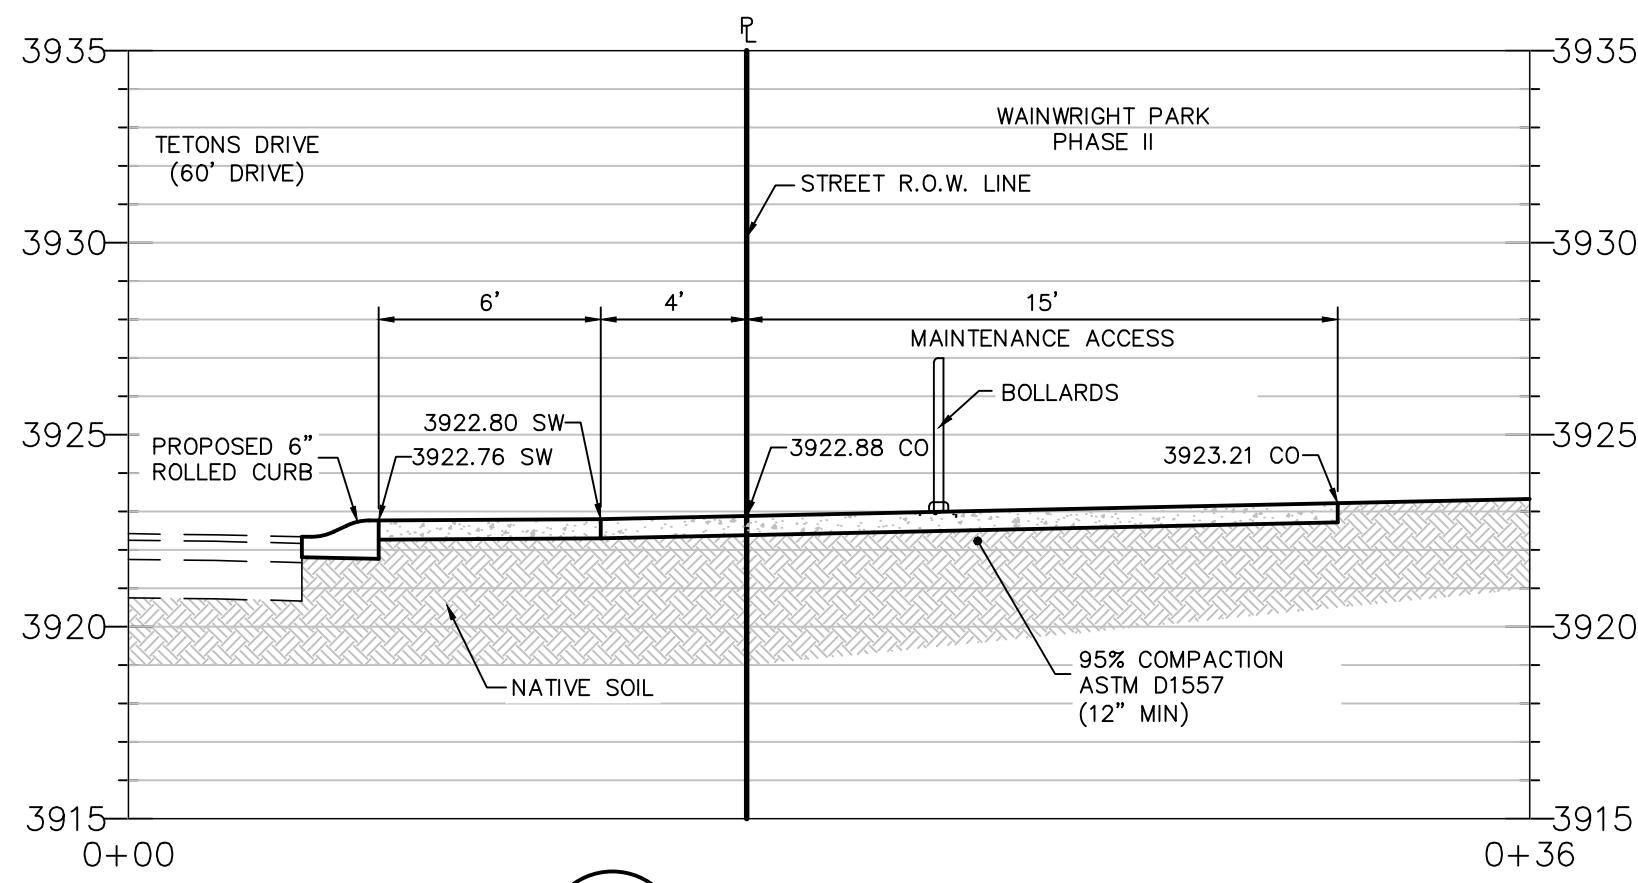 PL
3935
3935
WAINWRIGHT PARK
PHASE II
TETONS DRIVE
(60' DRIVE)
STREET R.O.W. LINE
3930
3930
6'
4'
15'
MAINTENANCE ACCESS
BOLLARDS
3922.80 SW
3925
3925
PROPOSED 6"
ROLLED CURB
3922.76 SW
3922.88 CO
3923.21 CO
3920
3920
NATIVE SOIL
95% COMPACTION
ASTM D1557
(12" MIN)
3915
3915
0+00
0+36